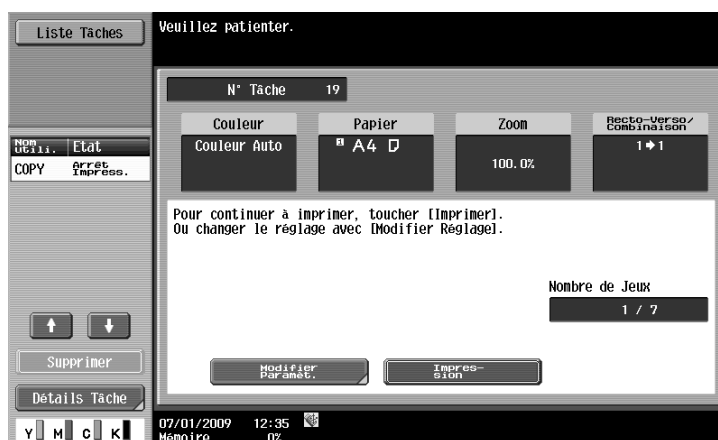 Liste Tâches
Veuillez patienter.
N° Tâche 19
Couleur
Papier
Zoom
Recto-Verso/
Combinaison
Couleur Auto
1 A4
100.0%
1➜1
Nom
Utili.
Etat
COPY
Arrêt
Impress.
Pour continuer à imprimer, toucher [Imprimer].
Ou changer le réglage avec [Modifier Réglage].
Nombre de Jeux
1 / 7
Supprimer
Modifier
Paramèt.
Impres-
sion
Détails Tâche
07/01/2009 12:35
Mémoire 0%
Y M C K